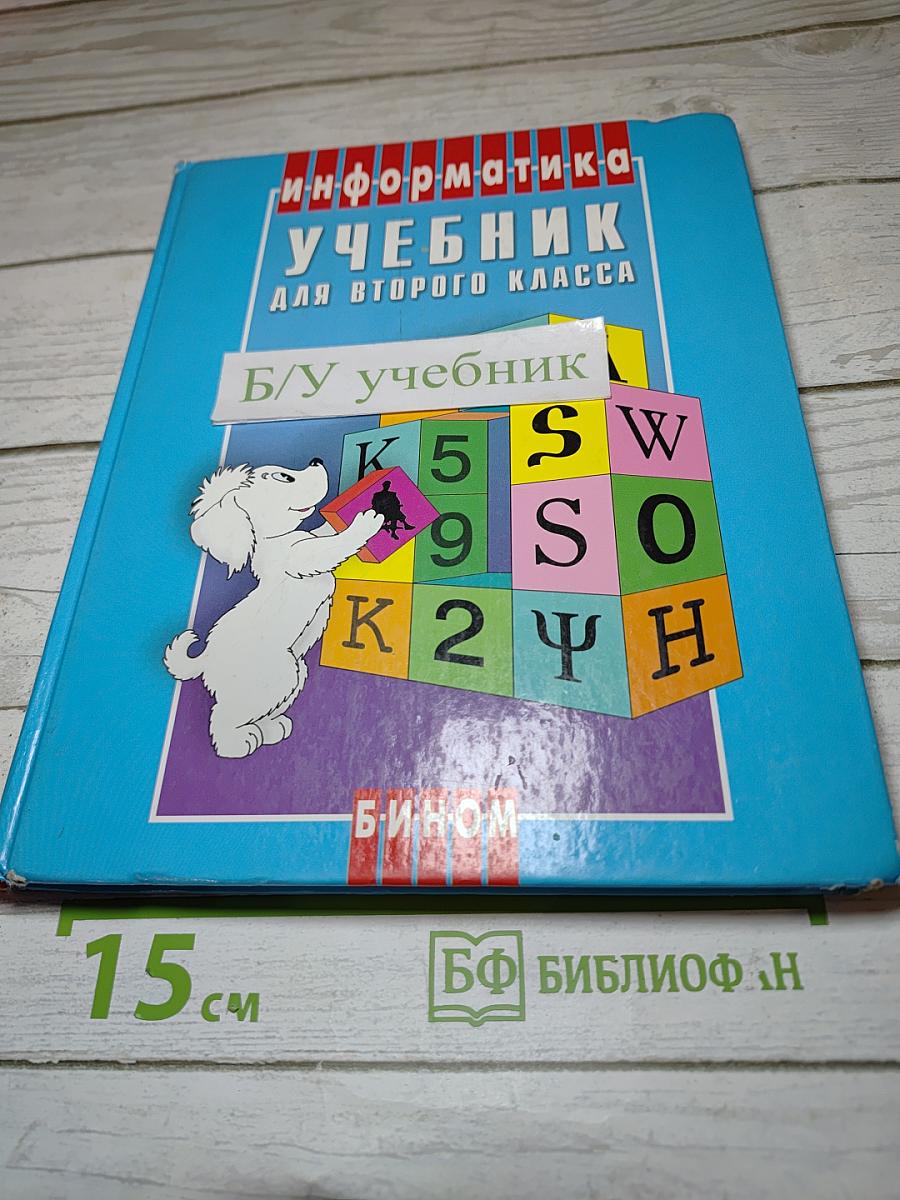 информатика
УЧЕБНИК
ДЛЯ ВТОРОГО КЛАССА
Б/У учебник
K 5 S W
9 S O
K 2 Ψ H
БИНОМ
15 см
БФ